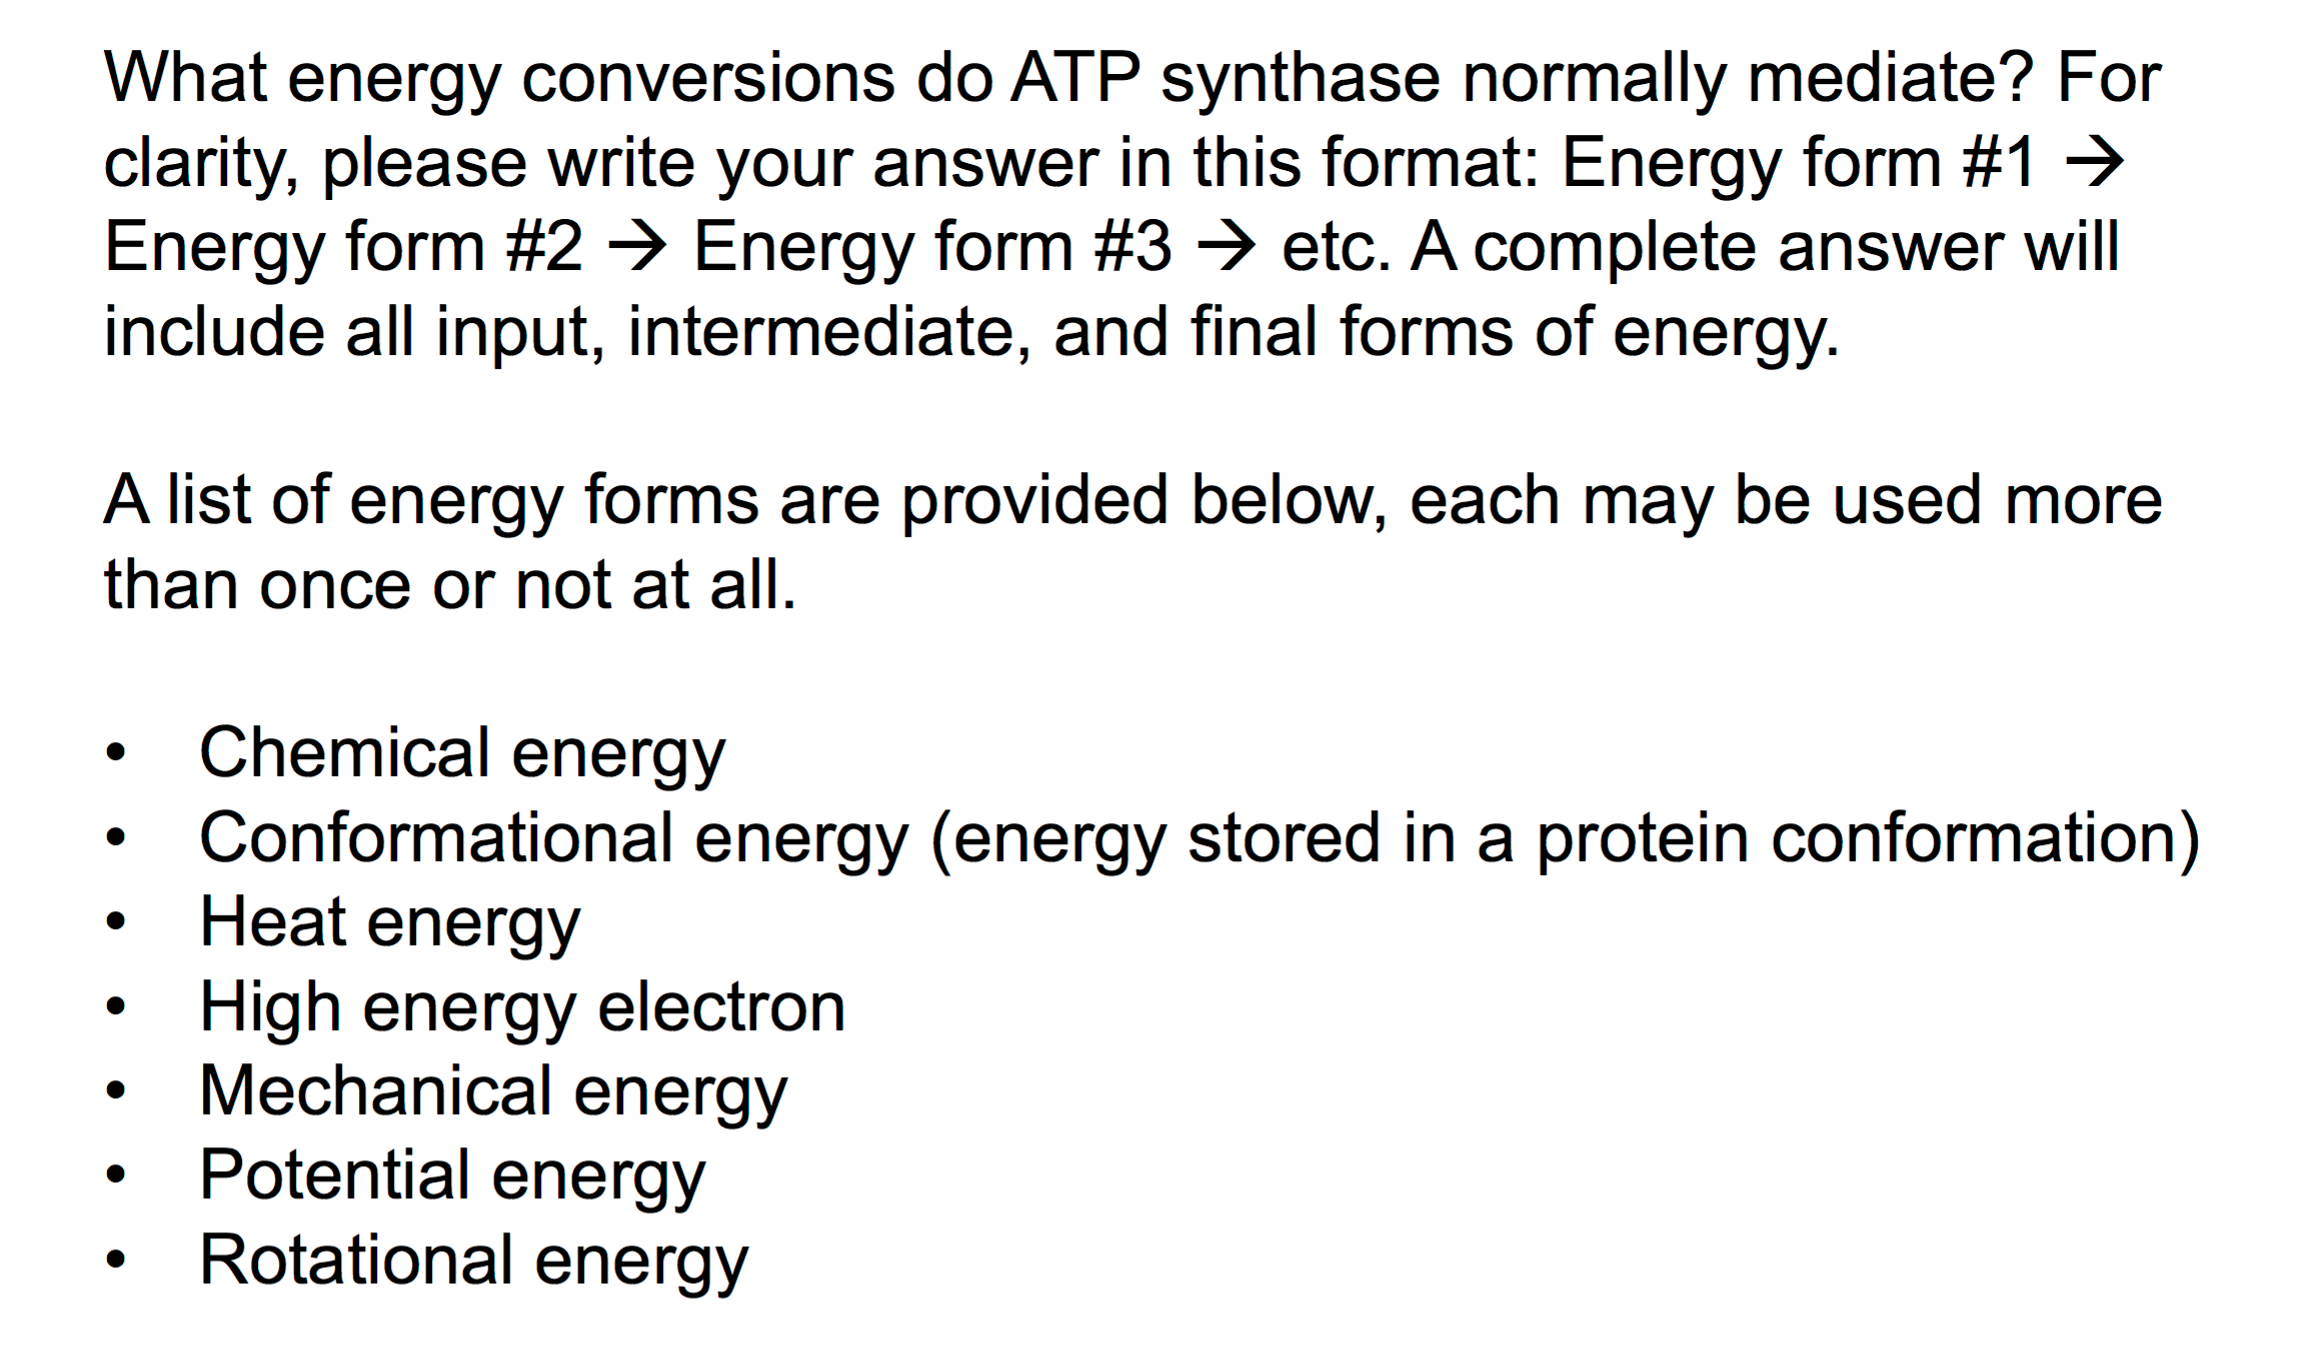 What energy conversions do ATP synthase normally mediate? For
clarity, please write your answer in this format: Energy form #1 →
Energy form #2 → Energy form #3 → etc. A complete answer will
include all input, intermediate, and final forms of energy.
A list of energy forms are provided below, each may be used more
than once or not at all.
• Chemical energy
• Conformational energy (energy stored in a protein conformation)
• Heat energy
• High energy electron
• Mechanical energy
• Potential energy
• Rotational energy